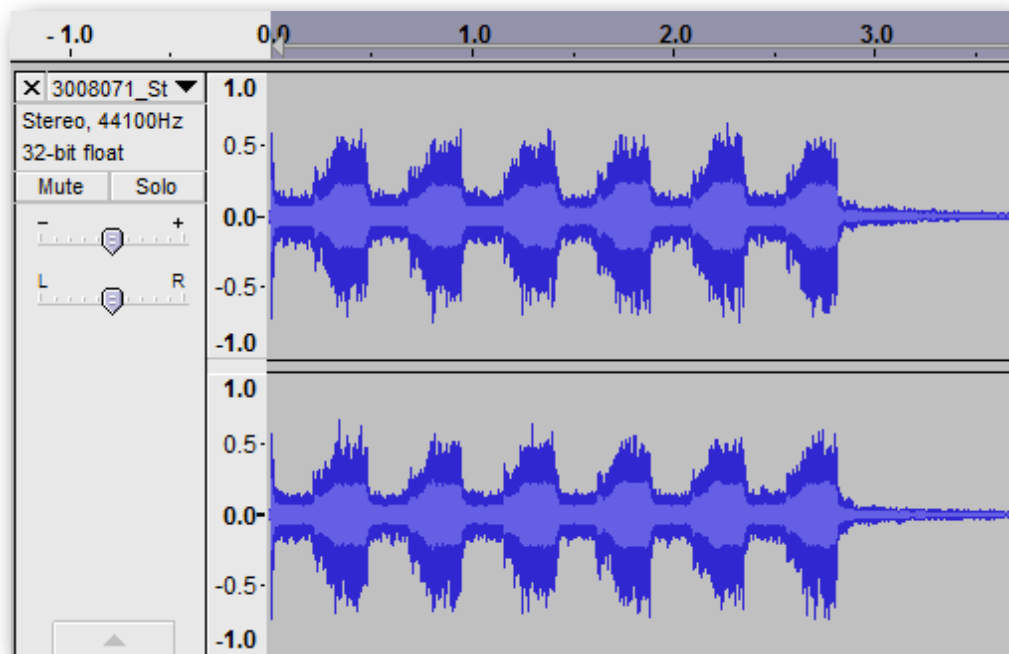 - 1.0 0.0 1.0 2.0 3.0
X 3008071_St
Stereo, 44100Hz
32-bit float
Mute Solo
- +
L R
1.0
0.5-
0.0-
-0.5-
-1.0
1.0
0.5-
0.0-
-0.5-
-1.0